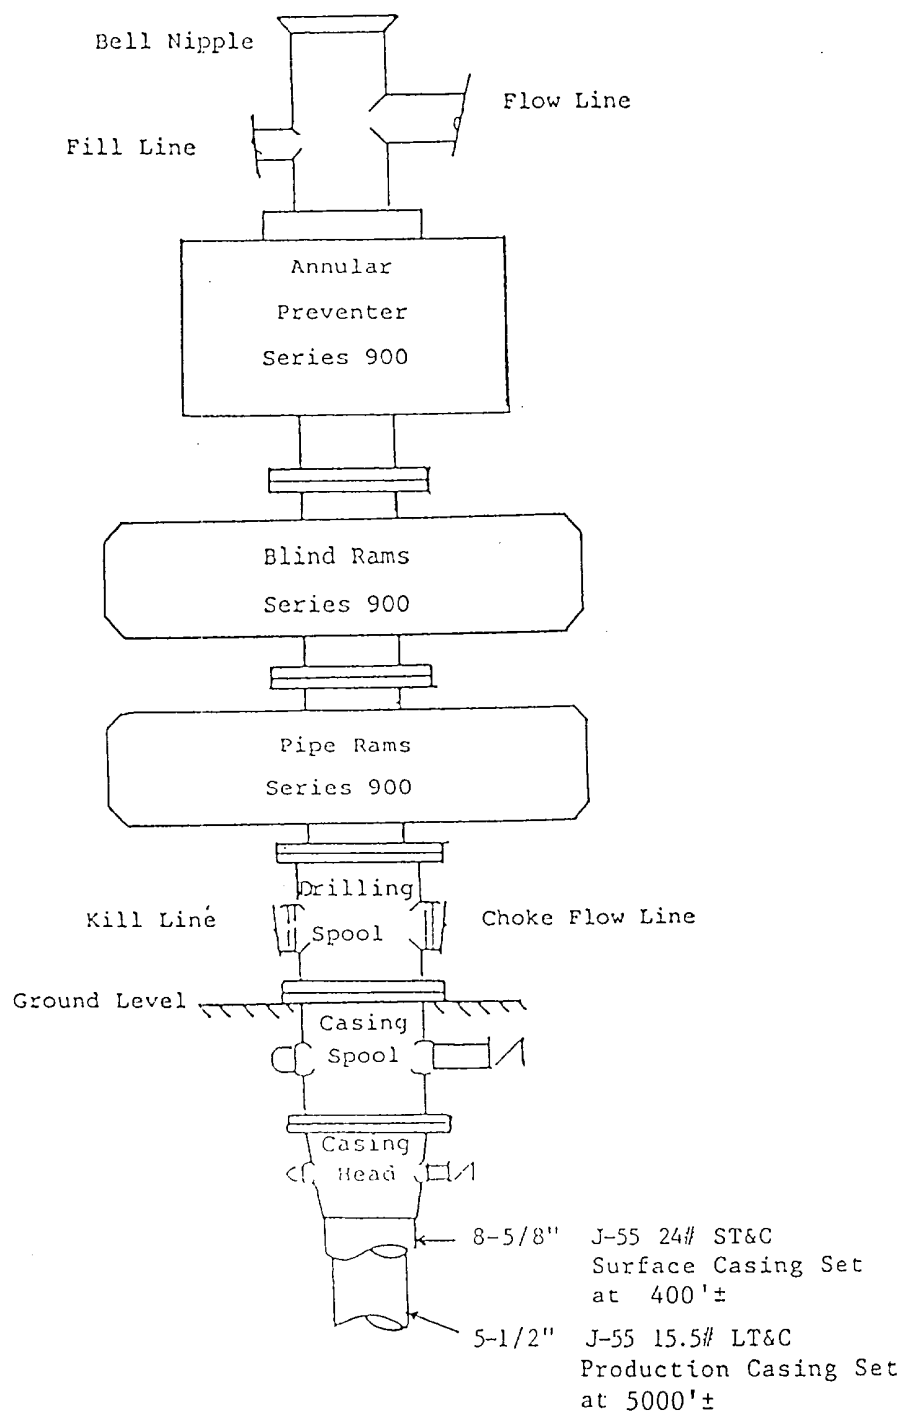 Bell Nipple
Flow Line
Fill Line
Annular
Preventer
Series 900
Blind Rams
Series 900
Pipe Rams
Series 900
Drilling
Kill Line
Spool
Choke Flow Line
Ground Level
Casing
Spool
Casing
Head
8-5/8" J-55 24# ST&C
Surface Casing Set
at 400'±
5-1/2" J-55 15.5# LT&C
Production Casing Set
at 5000'±